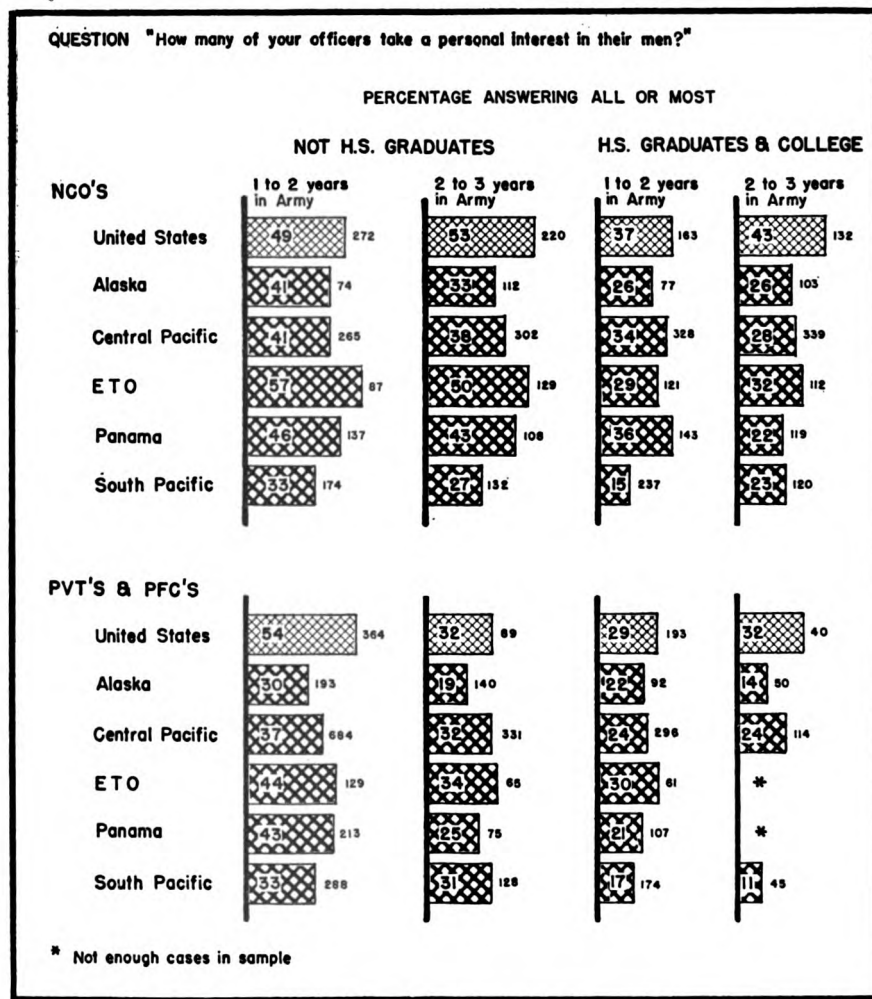 QUESTION "How many of your officers take a personal interest in their men?"
PERCENTAGE ANSWERING ALL OR MOST
NOT H.S. GRADUATES H.S. GRADUATES & COLLEGE
NCO'S 1 to 2 years in Army 2 to 3 years in Army 1 to 2 years in Army 2 to 3 years in Army
United States 49 272 53 220 37 163 43 132
Alaska 41 74 33 112 26 77 26 103
Central Pacific 41 265 38 302 34 328 28 339
ETO 57 87 50 129 29 121 32 112
Panama 46 137 43 108 36 143 22 119
South Pacific 33 174 27 132 15 237 23 120
PVT'S & PFC'S
United States 54 364 32 89 29 193 32 40
Alaska 30 193 19 140 22 92 14 50
Central Pacific 37 684 32 331 24 296 24 114
ETO 44 129 34 65 30 61 *
Panama 43 213 25 75 21 107 *
South Pacific 33 288 31 128 17 174 11 45
* Not enough cases in sample